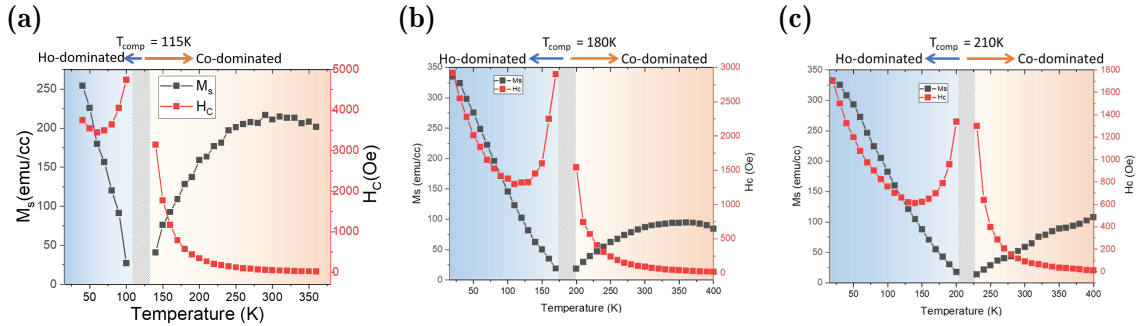 (a)
T_comp = 115K
Ho-dominated
Co-dominated
M_s
H_C
M_s(emu/cc)
250
200
150
100
50
0
H_C(Oe)
5000
4000
3000
2000
1000
0
50 100 150 200 250 300 350
Temperature (K)
(b)
T_comp = 180K
Ho-dominated
Co-dominated
Ms
Hc
Ms (emu/cc)
350
300
250
200
150
100
50
0
Hc (Oe)
3000
2500
2000
1500
1000
500
0
50 100 150 200 250 300 350 400
Temperature (K)
(c)
T_comp = 210K
Ho-dominated
Co-dominated
Ms
Hc
Ms (emu/cc)
350
300
250
200
150
100
50
0
Hc (Oe)
1800
1600
1400
1200
1000
800
600
400
200
0
50 100 150 200 250 300 350 400
Temperature (K)